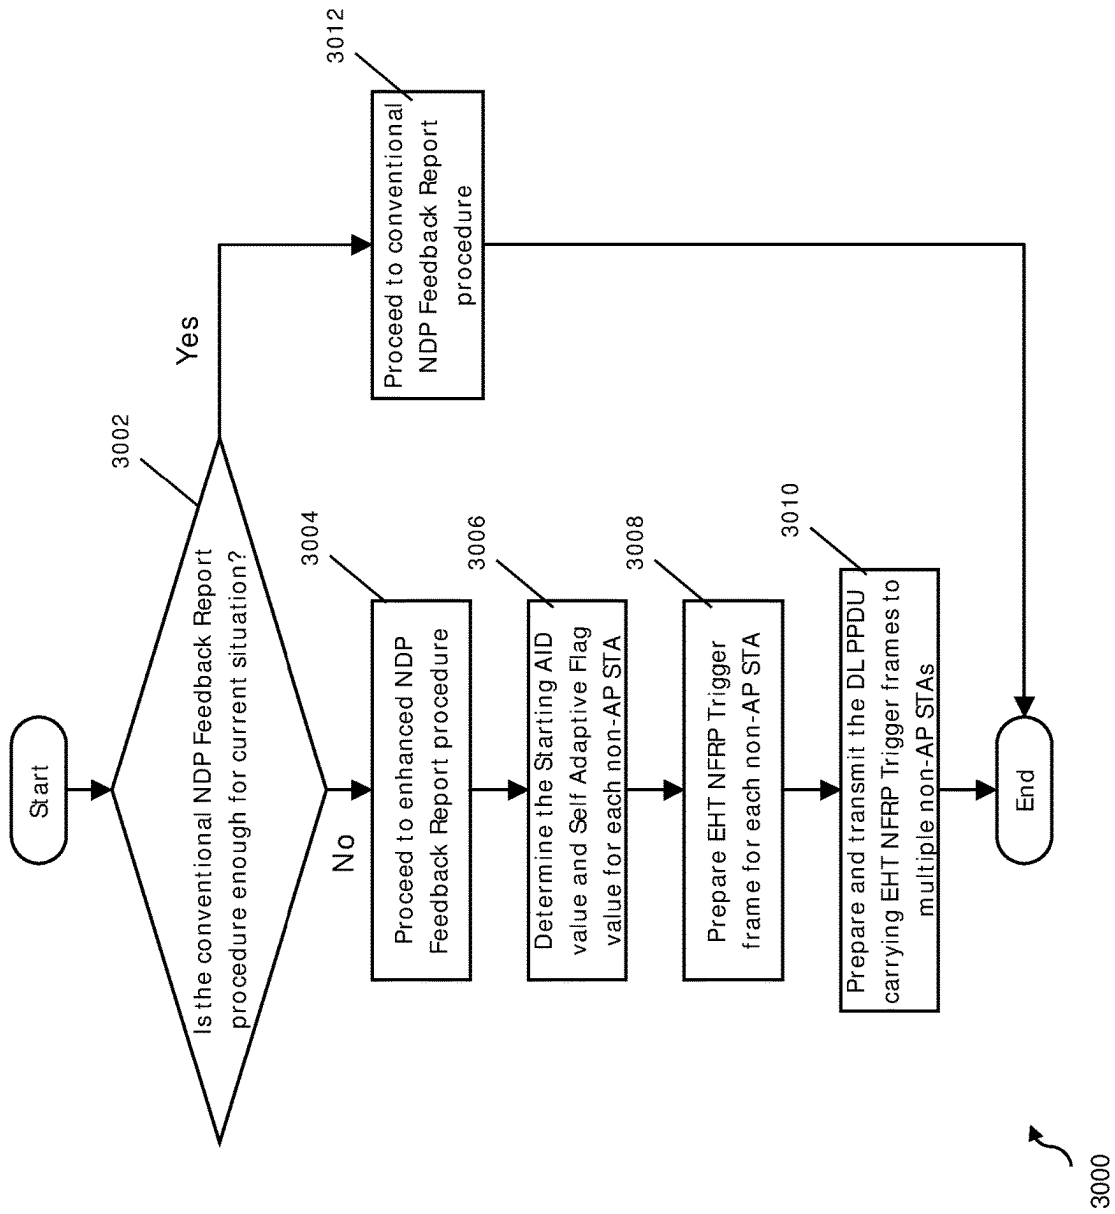 Start
3002
Is the conventional NDP Feedback Report
procedure enough for current situation?
Yes
No
3004
Proceed to enhanced NDP
Feedback Report procedure
3012
Proceed to conventional
NDP Feedback Report
procedure
3006
Determine the Starting AID
value and Self Adaptive Flag
value for each non-AP STA
3008
Prepare EHT NFRP Trigger
frame for each non-AP STA
3010
Prepare and transmit the DL PPDU
carrying EHT NFRP Trigger frames to
multiple non-AP STAs
End
3000